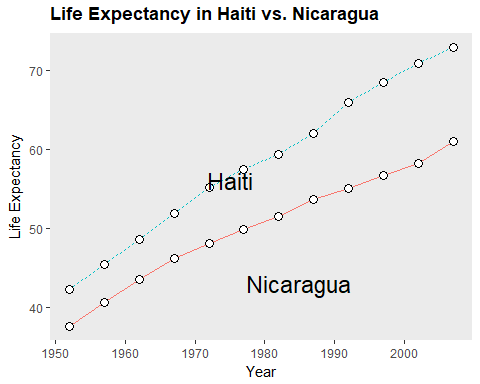 Life Expectancy in Haiti vs. Nicaragua
Life Expectancy
70
60
50
40
Haiti
Nicaragua
1950 1960 1970 1980 1990 2000
Year